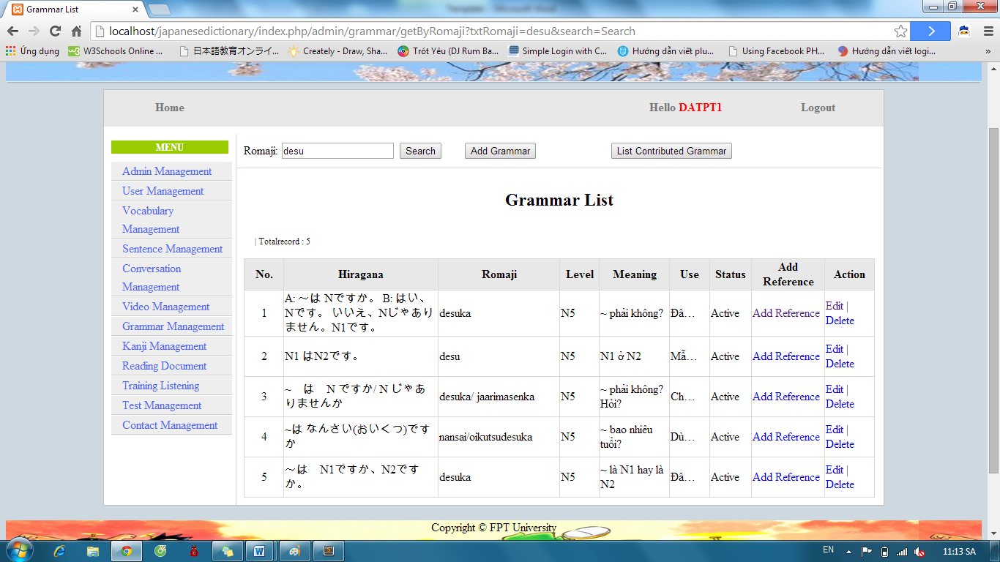 Grammar List
localhost/japanesedictionary/index.php/admin/grammar/getByRomaji?txtRomaji=desu&search=Search
Ứng dụng W3Schools Online ... 日本語教育オンライ... Creately - Draw, Sha... Trót Yêu (DJ Rum Ba... Simple Login with C... Hướng dẫn viết plu... Using Facebook PH... Hướng dẫn viết logi... »
Home Hello DATPT1 Logout
MENU
Admin Management
User Management
Vocabulary
Management
Sentence Management
Conversation
Management
Video Management
Grammar Management
Kanji Management
Reading Document
Training Listening
Test Management
Contact Management
Romaji: desu Search Add Grammar List Contributed Grammar
Grammar List
| Totalrecord : 5
No. Hiragana Romaji Level Meaning Use Status Add Reference Action
1 A: ～は Nですか。 B: はい、
Nです。 いいえ、Nじゃあり
ません。N1です。 desuka N5 ~ phải không? Đâ… Active Add Reference Edit | Delete
2 N1 はN2です。 desu N5 N1 ở N2 Mẫ… Active Add Reference Edit | Delete
3 ~　は　N ですか/ N じゃあ
りませんか desuka/ jaarimasenka N5 ~ phải không? Hỏi? Ch… Active Add Reference Edit | Delete
4 ~は なんさい(おいくつ)です
か nansai/oikutsudesuka N5 ~ bao nhiêu tuổi? Dù… Active Add Reference Edit | Delete
5 ～は　N1ですか、N2です
か。 desuka N5 ~ là N1 hay là N2 Đâ… Active Add Reference Edit | Delete
Copyright © FPT University
EN 11:13 SA